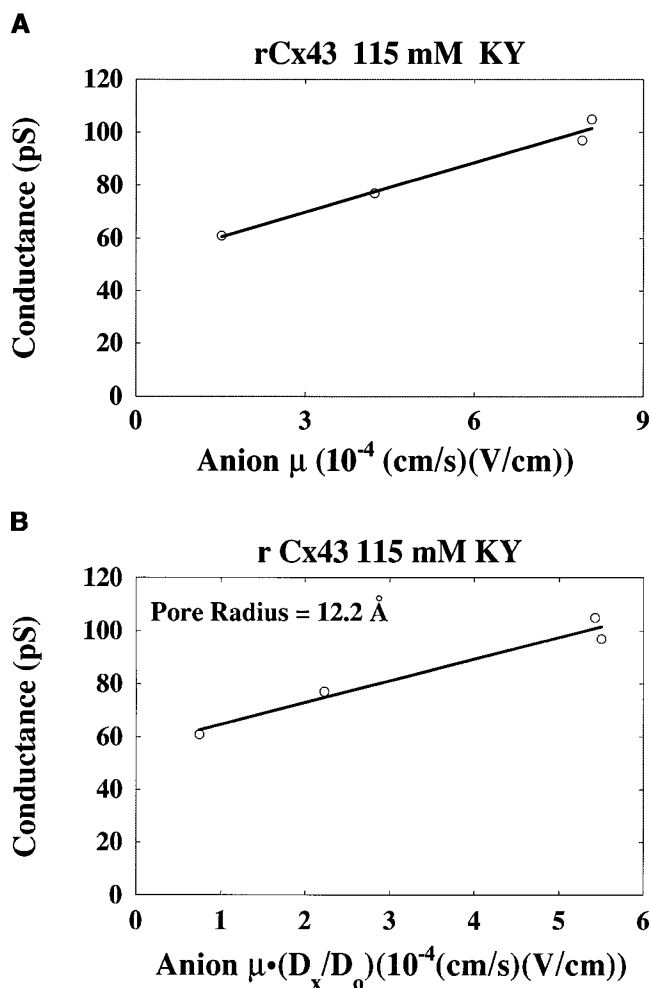 A
rCx43 115 mM KY
Conductance (pS)
120
100
80
60
40
20
0
0 3 6 9
Anion μ (10⁻⁴ (cm/s)(V/cm))
B
r Cx43 115 mM KY
Pore Radius = 12.2 Å
Conductance (pS)
120
100
80
60
40
20
0
0 1 2 3 4 5 6
Anion μ•(Dₓ/Dₒ)(10⁻⁴(cm/s)(V/cm))